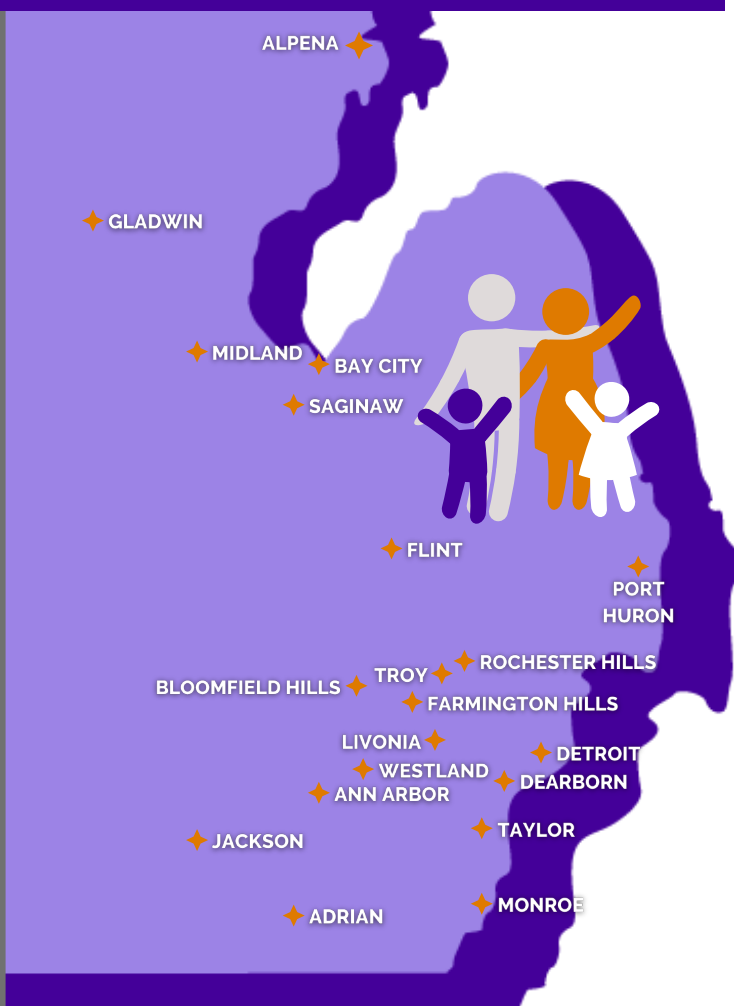 ALPENA
GLADWIN
MIDLAND
BAY CITY
SAGINAW
FLINT
PORT
HURON
ROCHESTER HILLS
TROY
BLOOMFIELD HILLS
FARMINGTON HILLS
LIVONIA
DETROIT
WESTLAND
DEARBORN
ANN ARBOR
TAYLOR
JACKSON
MONROE
ADRIAN